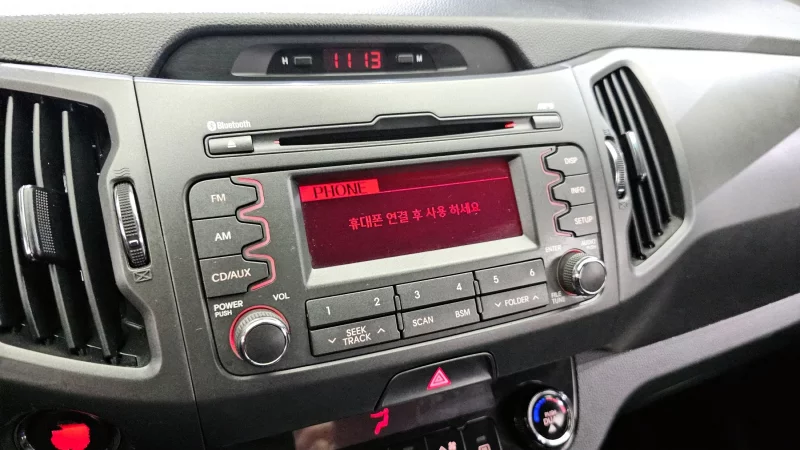 H 11:13 M
Bluetooth
MP3
PHONE
휴대폰 연결 후 사용 하세요
FM
AM
CD/AUX
DISP
INFO
SETUP
POWER
PUSH
VOL
ENTER
FILE
TUNE
1 2 3 4 5 6
SEEK
TRACK
SCAN BSM
FOLDER